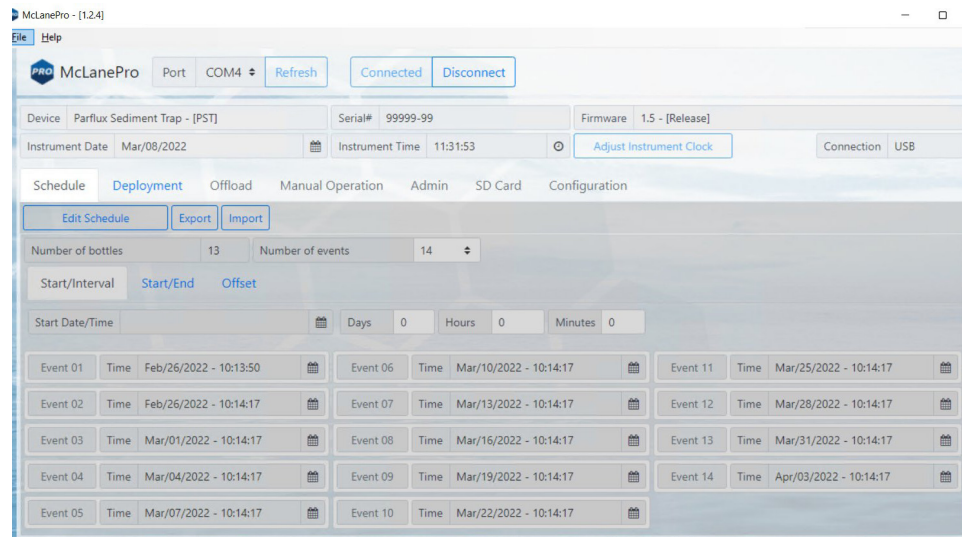 McLanePro - [1.2.4]
File Help
PRO McLanePro Port COM4 Refresh Connected Disconnect
Device Parflux Sediment Trap - [PST] Serial# 99999-99 Firmware 1.5 - [Release]
Instrument Date Mar/08/2022 Instrument Time 11:31:53 Adjust Instrument Clock Connection USB
Schedule Deployment Offload Manual Operation Admin SD Card Configuration
Edit Schedule Export Import
Number of bottles 13 Number of events 14
Start/Interval Start/End Offset
Start Date/Time Days 0 Hours 0 Minutes 0
Event 01 Time Feb/26/2022 - 10:13:50 Event 06 Time Mar/10/2022 - 10:14:17 Event 11 Time Mar/25/2022 - 10:14:17
Event 02 Time Feb/26/2022 - 10:14:17 Event 07 Time Mar/13/2022 - 10:14:17 Event 12 Time Mar/28/2022 - 10:14:17
Event 03 Time Mar/01/2022 - 10:14:17 Event 08 Time Mar/16/2022 - 10:14:17 Event 13 Time Mar/31/2022 - 10:14:17
Event 04 Time Mar/04/2022 - 10:14:17 Event 09 Time Mar/19/2022 - 10:14:17 Event 14 Time Apr/03/2022 - 10:14:17
Event 05 Time Mar/07/2022 - 10:14:17 Event 10 Time Mar/22/2022 - 10:14:17